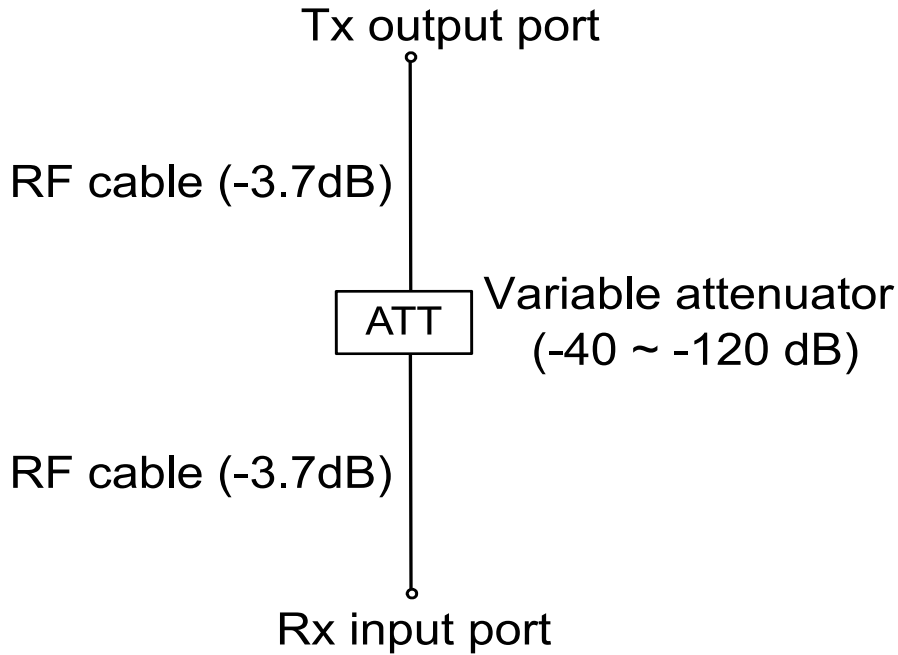 Tx output port
RF cable (-3.7dB)
ATT
Variable attenuator
(-40 ~ -120 dB)
RF cable (-3.7dB)
Rx input port